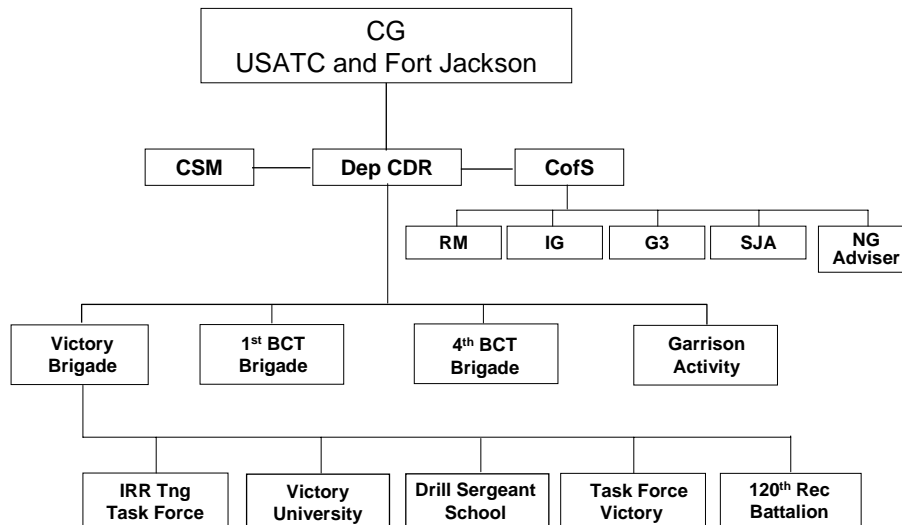 CG
USATC and Fort Jackson
CSM
Dep CDR
CofS
RM
IG
G3
SJA
NG
Adviser
Victory
Brigade
1st BCT
Brigade
4th BCT
Brigade
Garrison
Activity
IRR Tng
Task Force
Victory
University
Drill Sergeant
School
Task Force
Victory
120th Rec
Battalion